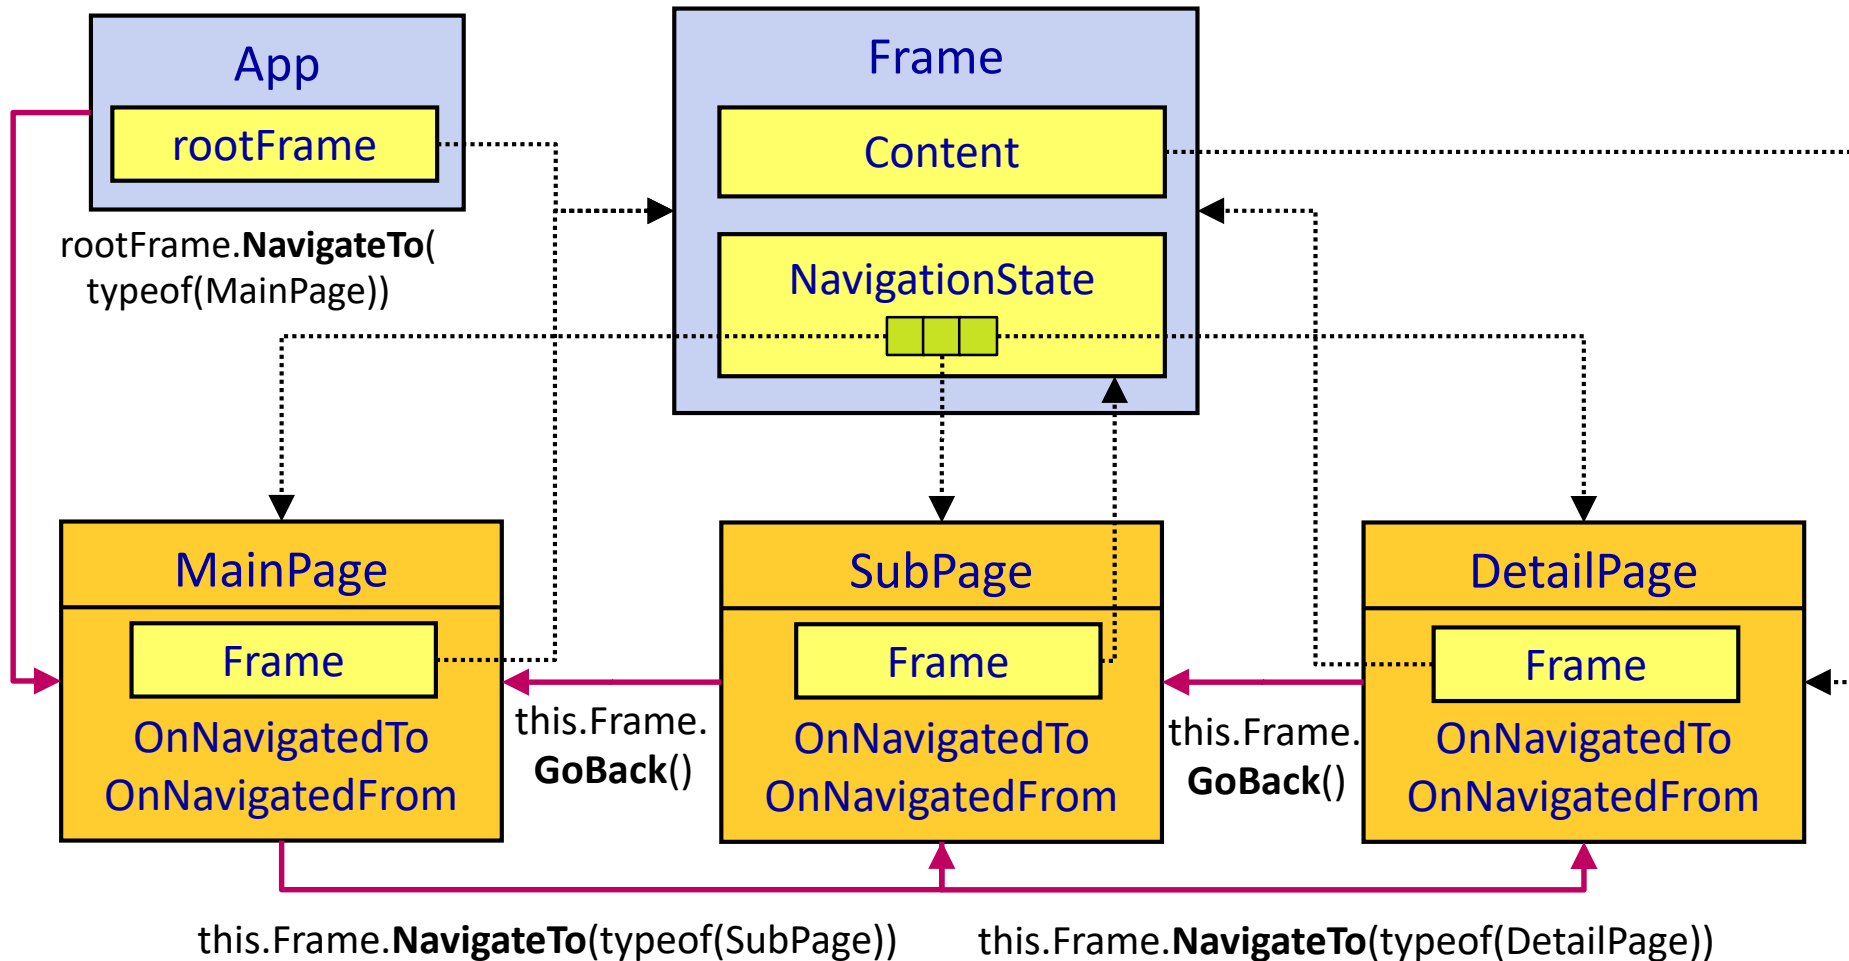 App
rootFrame
rootFrame.NavigateTo(
typeof(MainPage))
Frame
Content
NavigationState
MainPage
Frame
OnNavigatedTo
OnNavigatedFrom
this.Frame.
GoBack()
SubPage
Frame
OnNavigatedTo
OnNavigatedFrom
this.Frame.
GoBack()
DetailPage
Frame
OnNavigatedTo
OnNavigatedFrom
this.Frame.NavigateTo(typeof(SubPage))
this.Frame.NavigateTo(typeof(DetailPage))